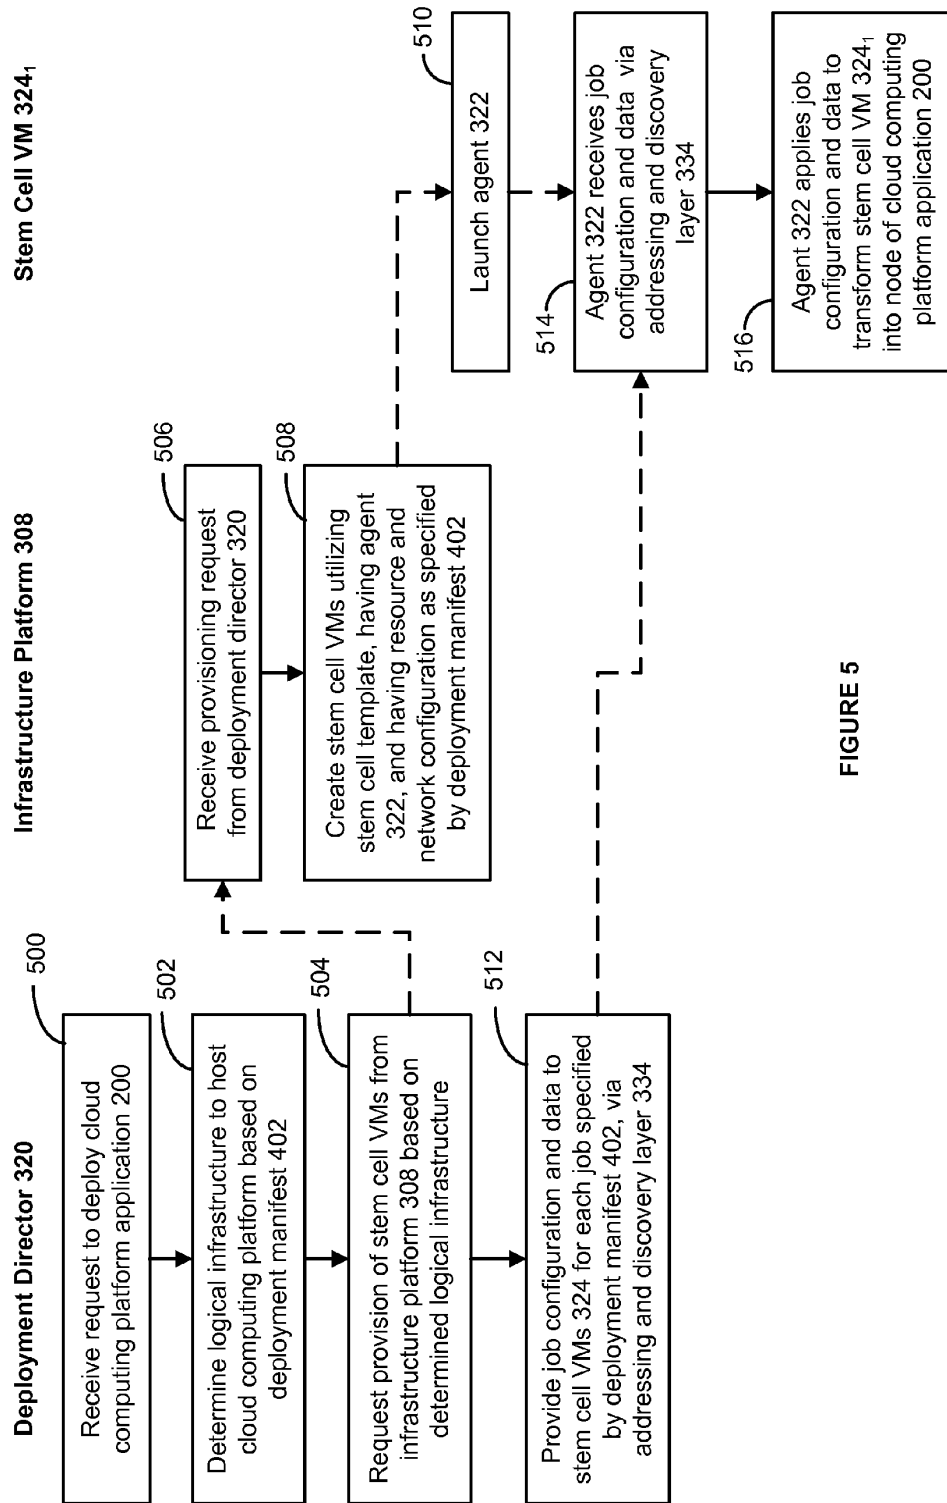 Deployment Director 320
Infrastructure Platform 308
Stem Cell VM 324₁
500
Receive request to deploy cloud
computing platform application 200
502
Determine logical infrastructure to host
cloud computing platform based on
deployment manifest 402
504
Request provision of stem cell VMs from
infrastructure platform 308 based on
determined logical infrastructure
512
Provide job configuration and data to
stem cell VMs 324 for each job specified
by deployment manifest 402, via
addressing and discovery layer 334
506
Receive provisioning request
from deployment director 320
508
Create stem cell VMs utilizing
stem cell template, having agent
322, and having resource and
network configuration as specified
by deployment manifest 402
510
Launch agent 322
514
Agent 322 receives job
configuration and data via
addressing and discovery
layer 334
516
Agent 322 applies job
configuration and data to
transform stem cell VM 324₁
into node of cloud computing
platform application 200
FIGURE 5